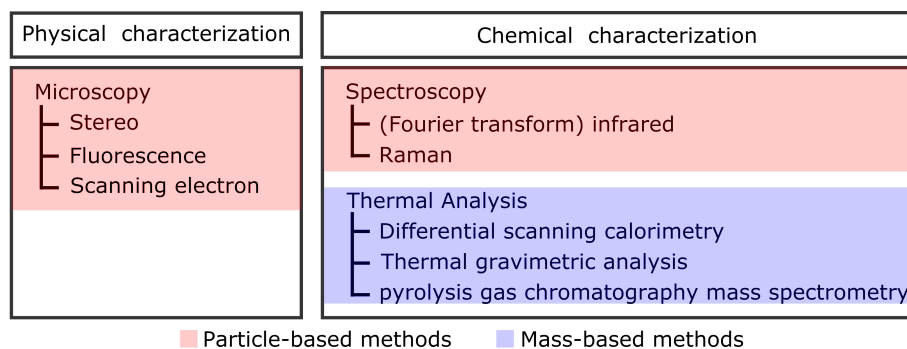 Physical characterization
Chemical characterization
Microscopy
Stereo
Fluorescence
Scanning electron
Spectroscopy
(Fourier transform) infrared
Raman
Thermal Analysis
Differential scanning calorimetry
Thermal gravimetric analysis
pyrolysis gas chromatography mass spectrometry
Particle-based methods
Mass-based methods